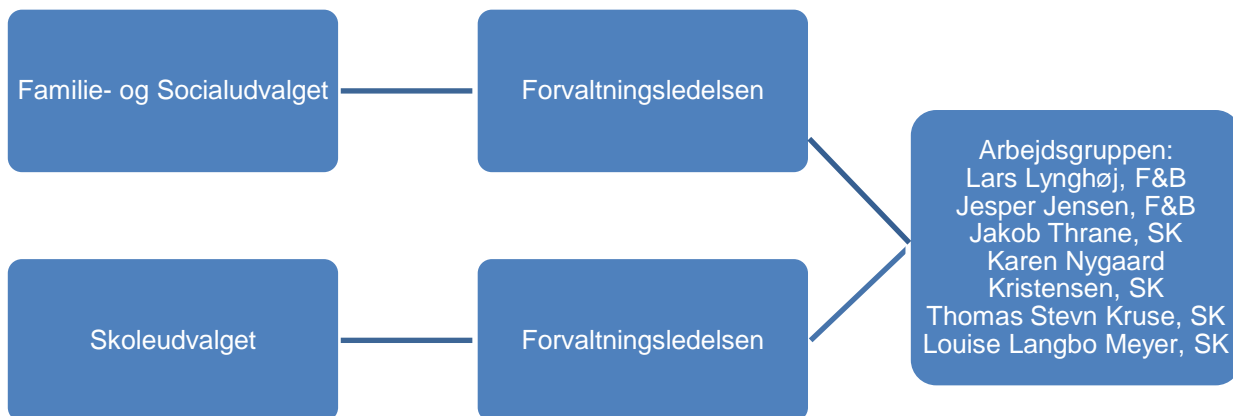 Familie- og Socialudvalget
Forvaltningsledelsen
Skoleudvalget
Forvaltningsledelsen
Arbejdsgruppen:
Lars Lynghøj, F&B
Jesper Jensen, F&B
Jakob Thrane, SK
Karen Nygaard
Kristensen, SK
Thomas Stevn Kruse, SK
Louise Langbo Meyer, SK